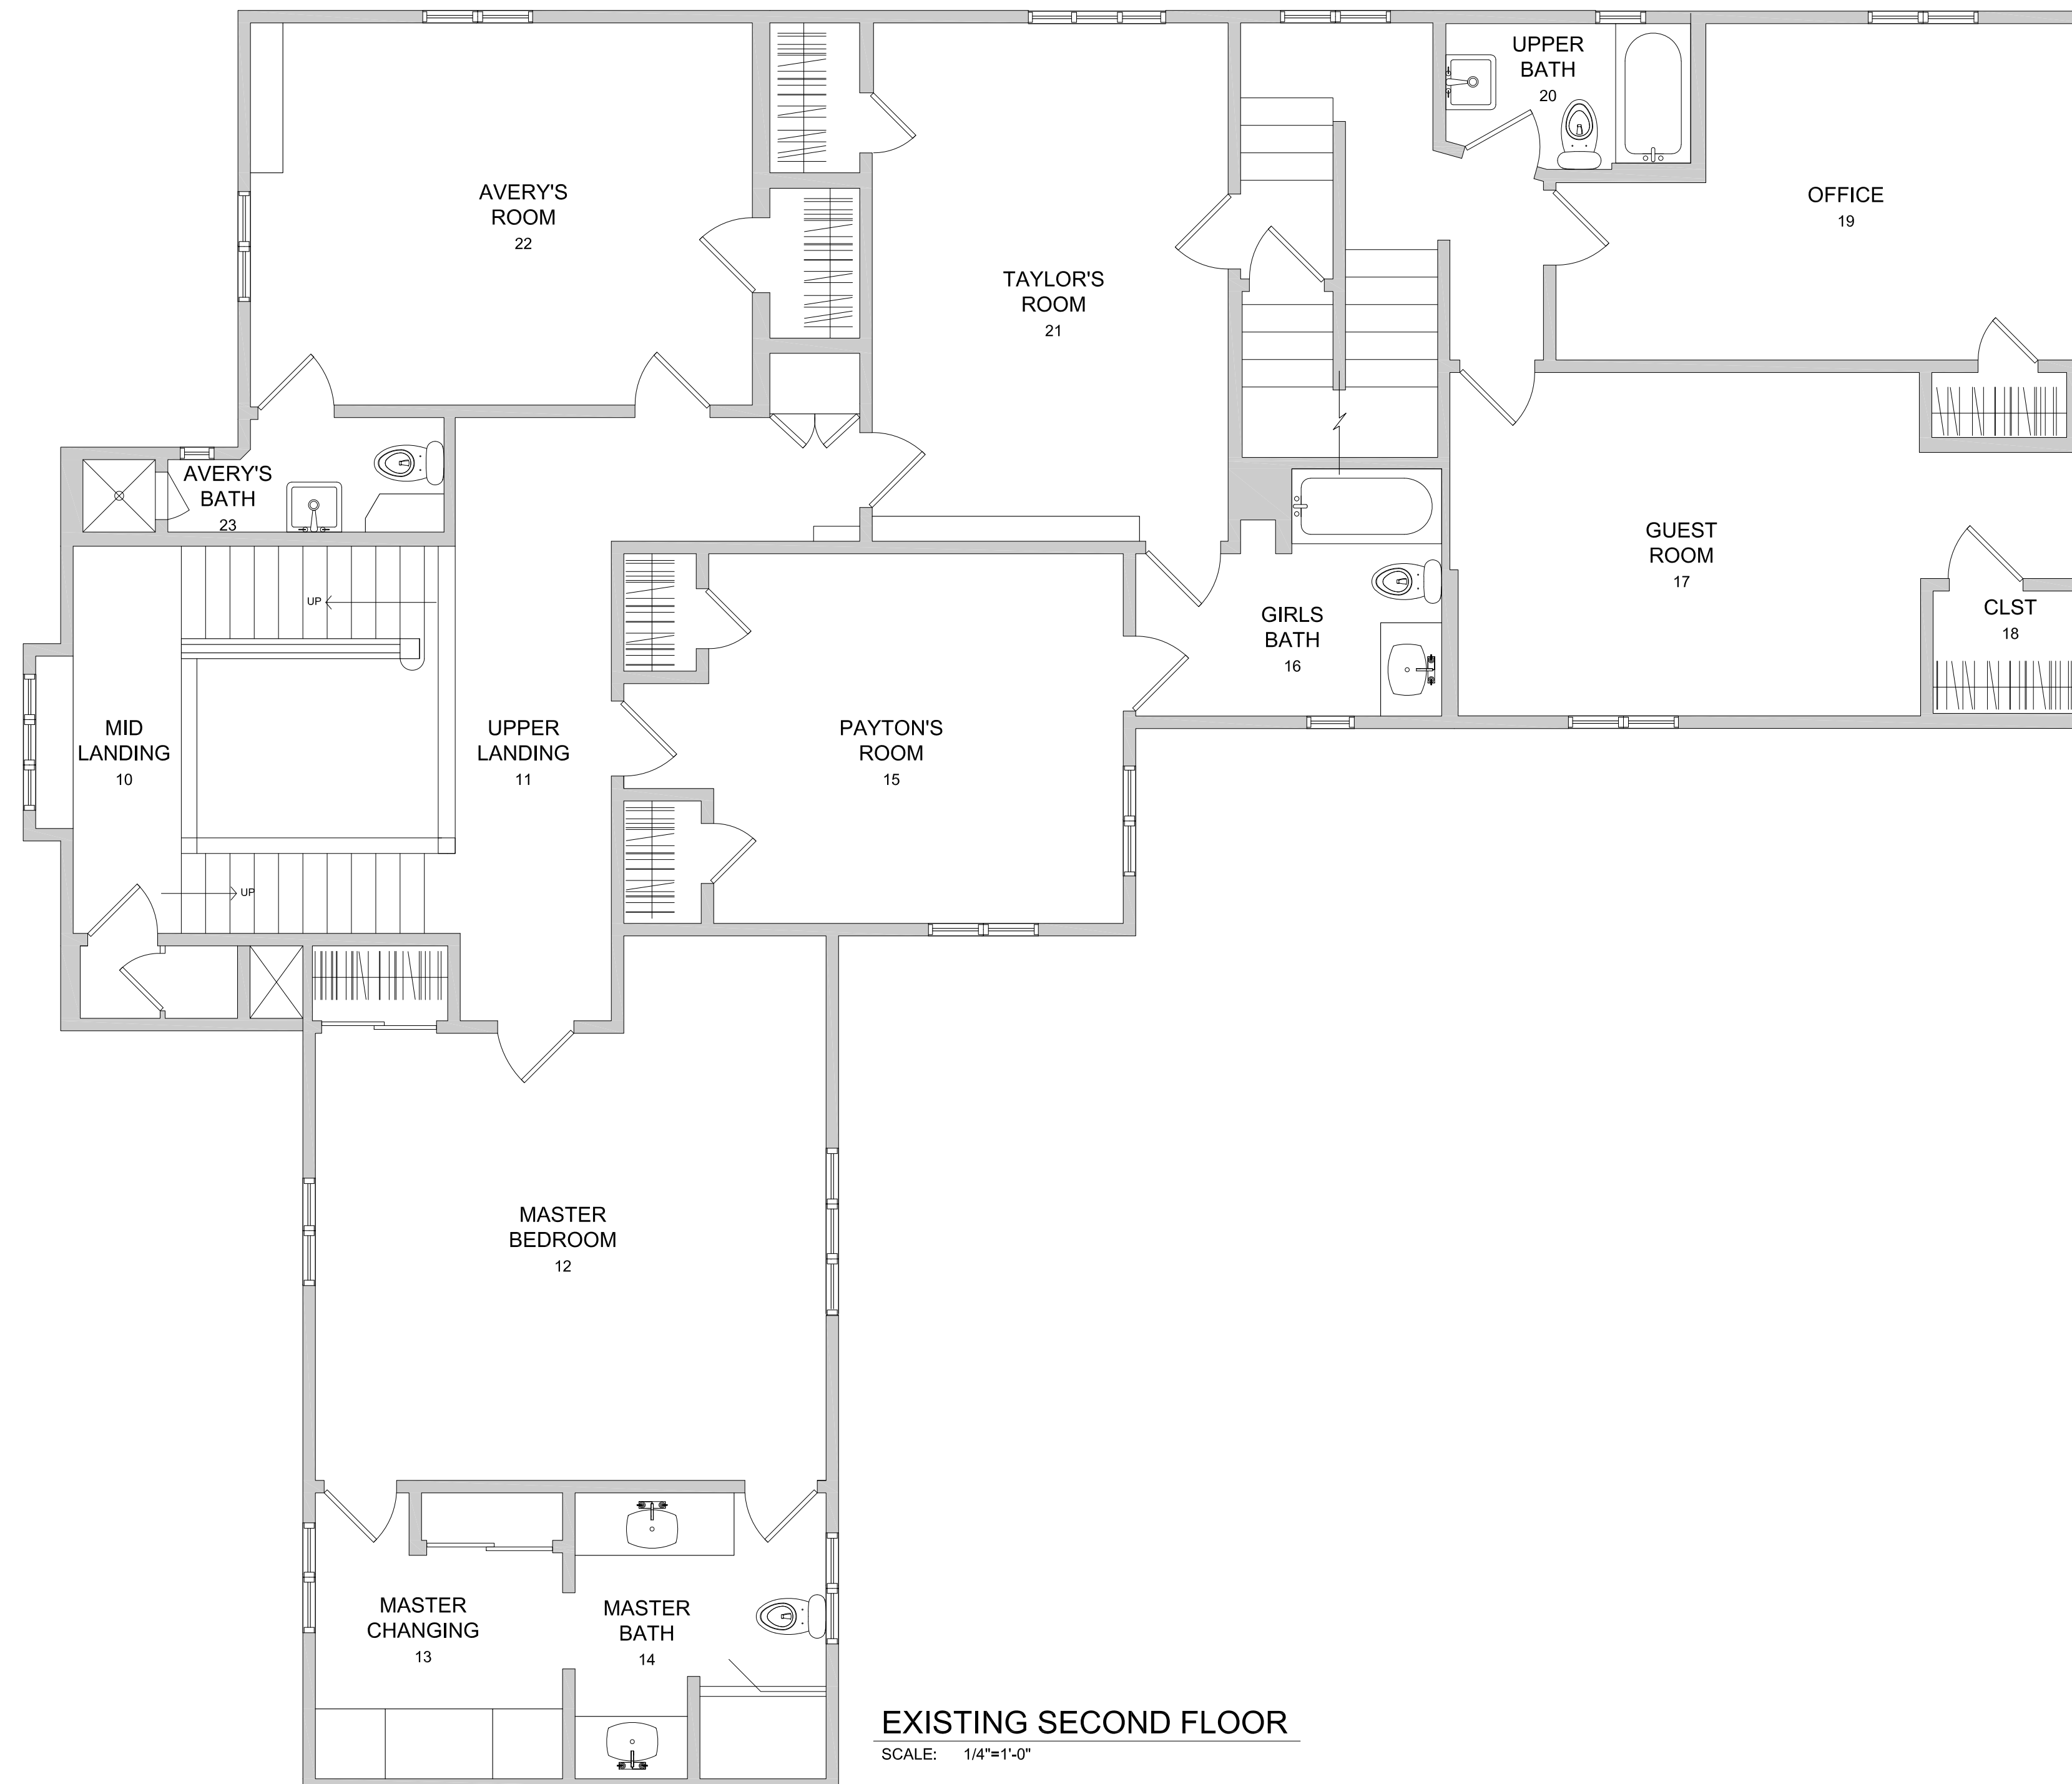 UPPER
BATH
20
AVERY'S
ROOM
22
OFFICE
19
TAYLOR'S
ROOM
21
AVERY'S
BATH
23
GUEST
ROOM
17
UP
GIRLS
BATH
16
CLST
18
MID
LANDING
10
UPPER
LANDING
11
PAYTON'S
ROOM
15
UP
MASTER
BEDROOM
12
MASTER
CHANGING
13
MASTER
BATH
14
EXISTING SECOND FLOOR
SCALE: 1/4"=1'-0"